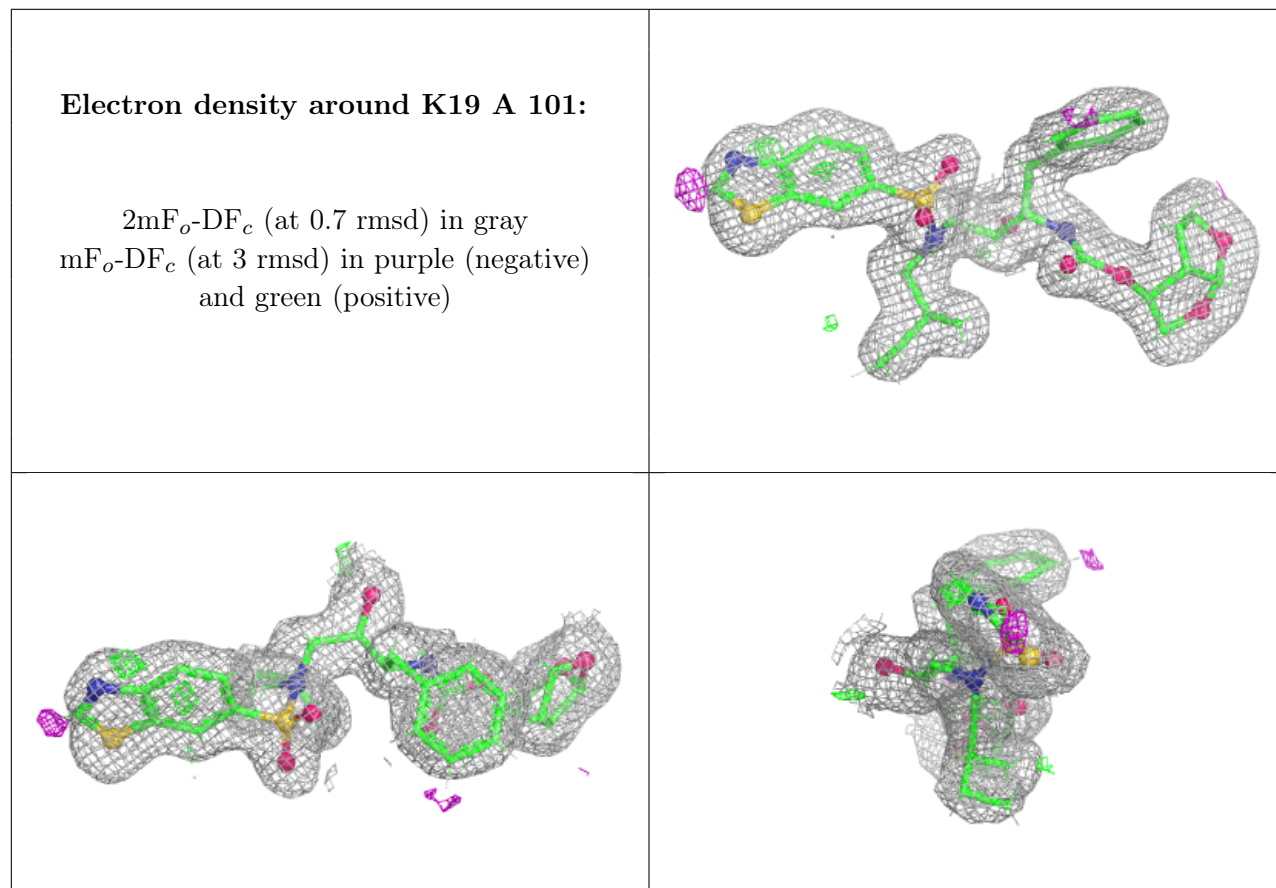 Electron density around K19 A 101:
2mFo-DFc (at 0.7 rmsd) in gray
mFo-DFc (at 3 rmsd) in purple (negative)
and green (positive)